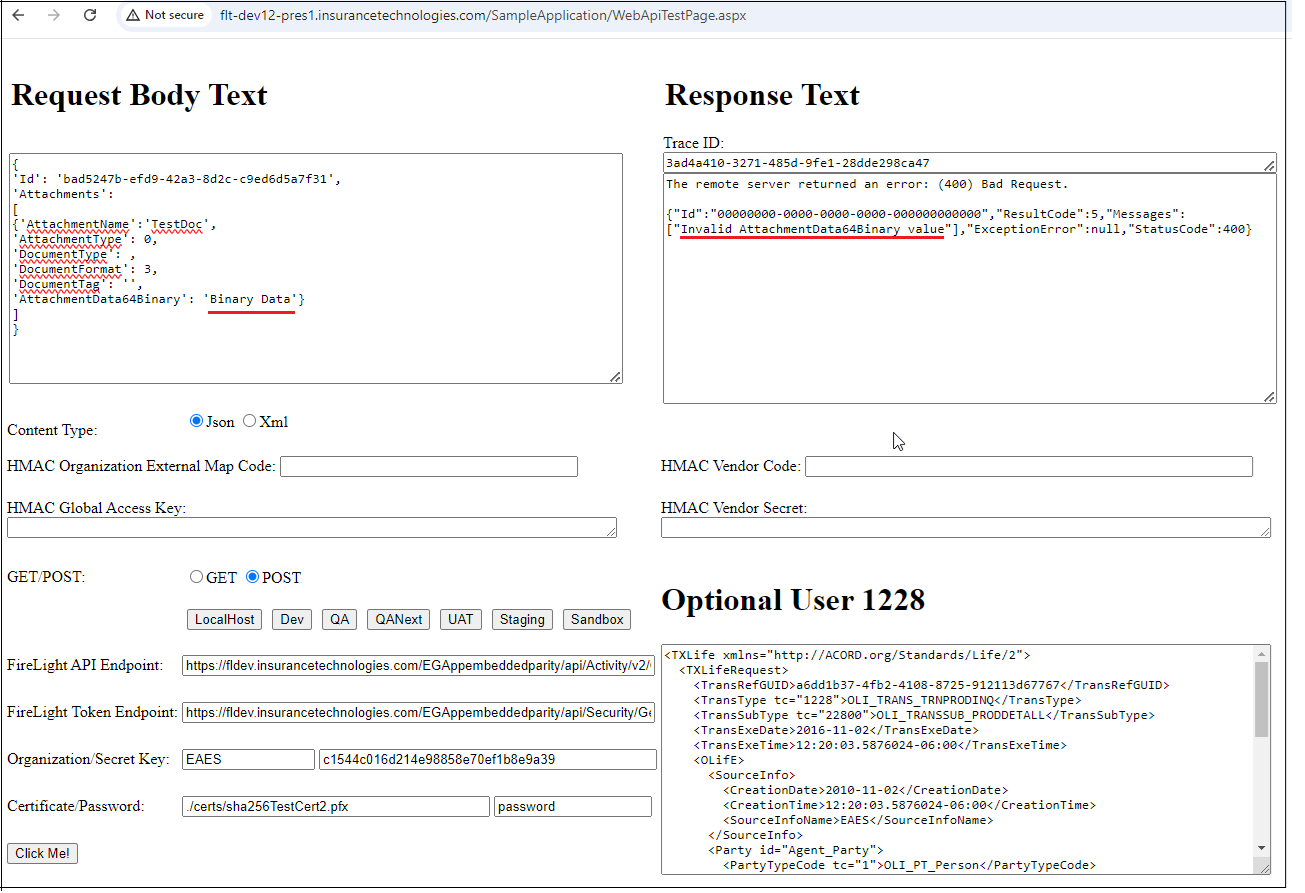 Not secure flt-dev12-pres1.insurancetechnologies.com/SampleApplication/WebApiTestPage.aspx
Request Body Text
{
'Id': 'bad5247b-efd9-42a3-8d2c-c9ed6d5a7f31',
'Attachments':
[
{'AttachmentName':'TestDoc',
'AttachmentType': 0,
'DocumentType': ,
'DocumentFormat': 3,
'DocumentTag': '',
'AttachmentData64Binary': 'Binary Data'}
]
}
Response Text
Trace ID:
3ad4a410-3271-485d-9fe1-28dde298ca47
The remote server returned an error: (400) Bad Request.
{"Id":"00000000-0000-0000-0000-000000000000","ResultCode":5,"Messages":
["Invalid AttachmentData64Binary value"],"ExceptionError":null,"StatusCode":400}
Content Type: Json Xml
HMAC Organization External Map Code:
HMAC Vendor Code:
HMAC Global Access Key:
HMAC Vendor Secret:
GET/POST: GET POST
LocalHost Dev QA QANext UAT Staging Sandbox
FireLight API Endpoint: https://fldev.insurancetechnologies.com/EGAppembeddedparity/api/Activity/v2/
FireLight Token Endpoint: https://fldev.insurancetechnologies.com/EGAppembeddedparity/api/Security/Ge
Organization/Secret Key: EAES c1544c016d214e98858e70ef1b8e9a39
Certificate/Password: ./certs/sha256TestCert2.pfx password
Click Me!
Optional User 1228
<TXLife xmlns="http://ACORD.org/Standards/Life/2">
<TXLifeRequest>
<TransRefGUID>a6dd1b37-4fb2-4108-8725-912113d67767</TransRefGUID>
<TransType tc="1228">OLI_TRANS_TRNPRODINQ</TransType>
<TransSubType tc="22800">OLI_TRANSSUB_PRODDETALL</TransSubType>
<TransExeDate>2016-11-02</TransExeDate>
<TransExeTime>12:20:03.5876024-06:00</TransExeTime>
<OLifE>
<SourceInfo>
<CreationDate>2010-11-02</CreationDate>
<CreationTime>12:20:03.5876024-06:00</CreationTime>
<SourceInfoName>EAES</SourceInfoName>
</SourceInfo>
<Party id="Agent_Party">
<PartyTypeCode tc="1">OLI_PT_Person</PartyTypeCode>